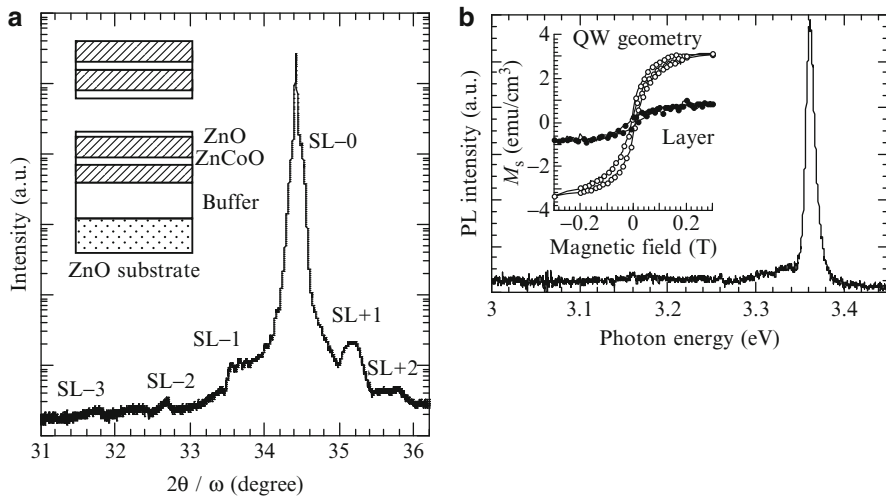 a
ZnO
ZnCoO
Buffer
ZnO substrate
SL−0
SL−1
SL+1
SL−3
SL−2
SL+2
Intensity (a.u.)
31 32 33 34 35 36
2θ / ω (degree)
b
QW geometry
4
2
0
−2
−4
Layer
Ms (emu/cm³)
−0.2 0 0.2
Magnetic field (T)
PL intensity (a.u.)
3 3.1 3.2 3.3 3.4
Photon energy (eV)